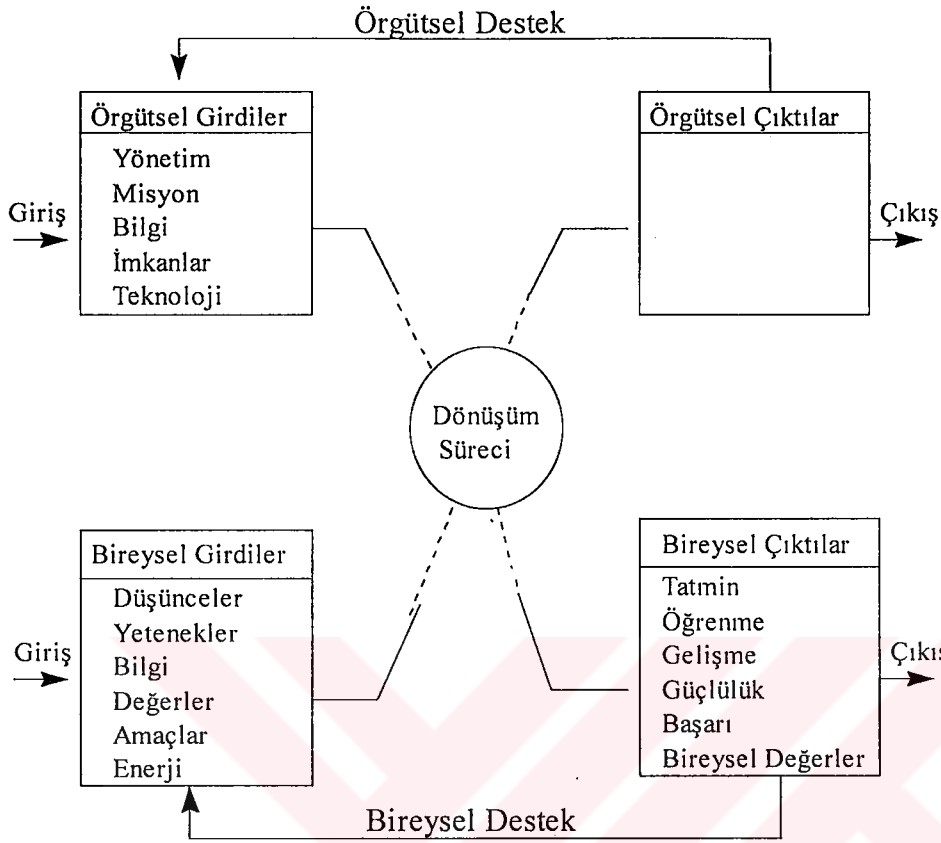 Örgütsel Destek
Örgütsel Girdiler
Yönetim
Misyon
Bilgi
İmkanlar
Teknoloji
Giriş
Örgütsel Çıktılar
Çıkış
Dönüşüm
Süreci
Bireysel Girdiler
Düşünceler
Yetenekler
Bilgi
Değerler
Amaçlar
Enerji
Giriş
Bireysel Çıktılar
Tatmin
Öğrenme
Gelişme
Güçlülük
Başarı
Bireysel Değerler
Çıkış
Bireysel Destek